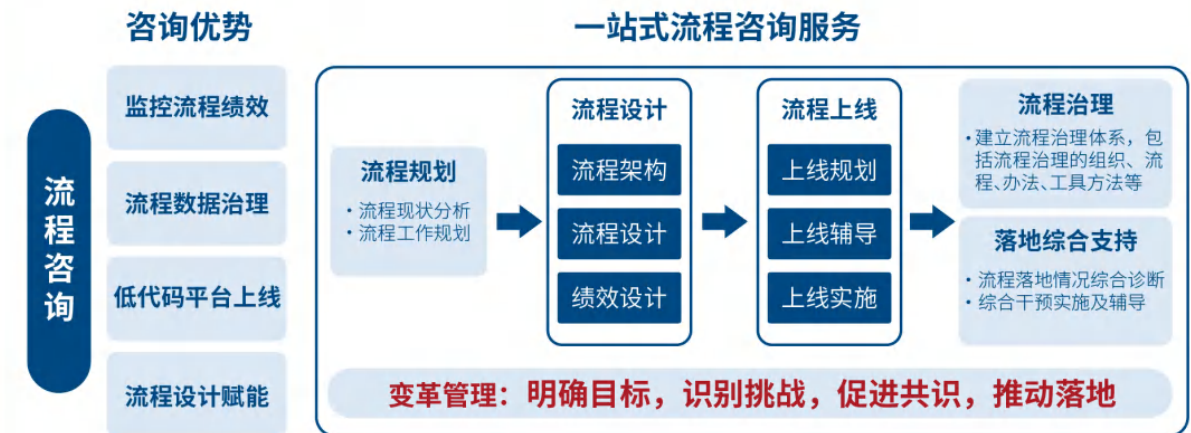 咨询优势
一站式流程咨询服务
流程咨询
监控流程绩效
流程数据治理
低代码平台上线
流程设计赋能
流程规划
・流程现状分析
・流程工作规划
流程设计
流程架构
流程设计
绩效设计
流程上线
上线规划
上线辅导
上线实施
流程治理
・建立流程治理体系，包
括流程治理的组织、流
程、办法、工具方法等
落地综合支持
・流程落地情况综合诊断
・综合干预实施及辅导
变革管理：明确目标，识别挑战，促进共识，推动落地